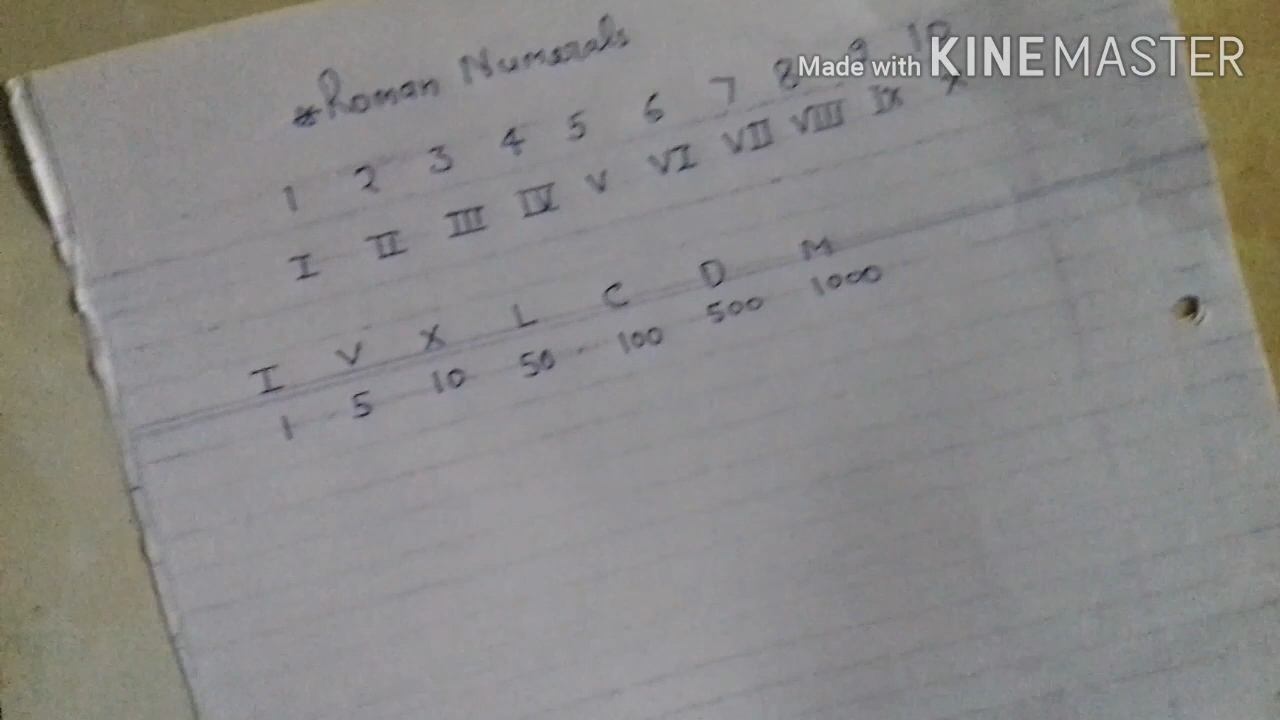 *Roman Numerals
1 2 3 4 5 6 7 8 9 10
I II III IV V VI VII VIII IX X
I V X L C D M
1 5 10 50 100 500 1000
Made with KINEMASTER